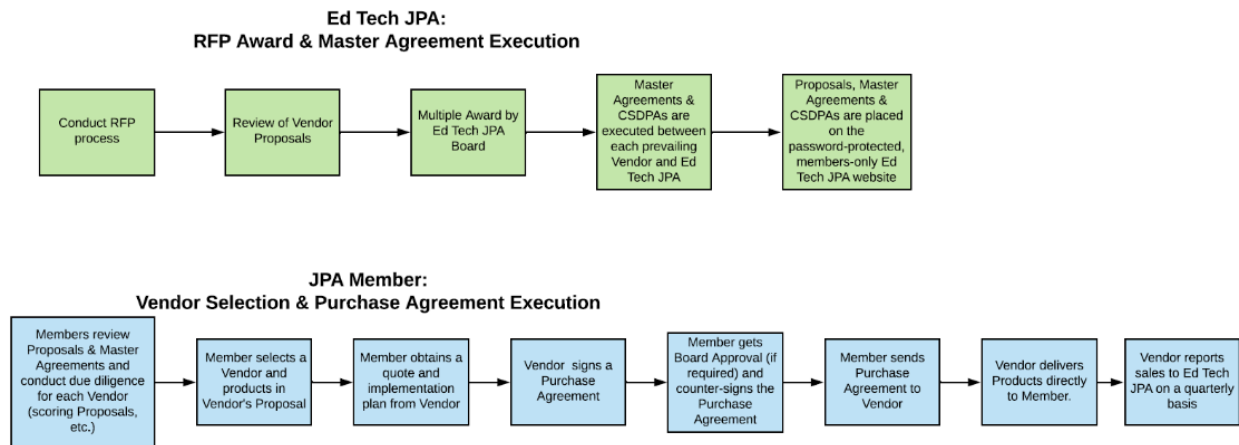 Ed Tech JPA:
RFP Award & Master Agreement Execution
Conduct RFP
process
Review of Vendor
Proposals
Multiple Award by
Ed Tech JPA
Board
Master
Agreements &
CSDPAs are
executed between
each prevailing
Vendor and Ed
Tech JPA
Proposals, Master
Agreements &
CSDPAs are placed
on the
password-protected,
members-only Ed
Tech JPA website
JPA Member:
Vendor Selection & Purchase Agreement Execution
Members review
Proposals & Master
Agreements and
conduct due diligence
for each Vendor
(scoring Proposals,
etc.)
Member selects a
Vendor and
products in
Vendor's Proposal
Member obtains a
quote and
implementation
plan from Vendor
Vendor signs a
Purchase
Agreement
Member gets
Board Approval (if
required) and
counter-signs the
Purchase
Agreement
Member sends
Purchase
Agreement to
Vendor
Vendor delivers
Products directly
to Member.
Vendor reports
sales to Ed Tech
JPA on a quarterly
basis